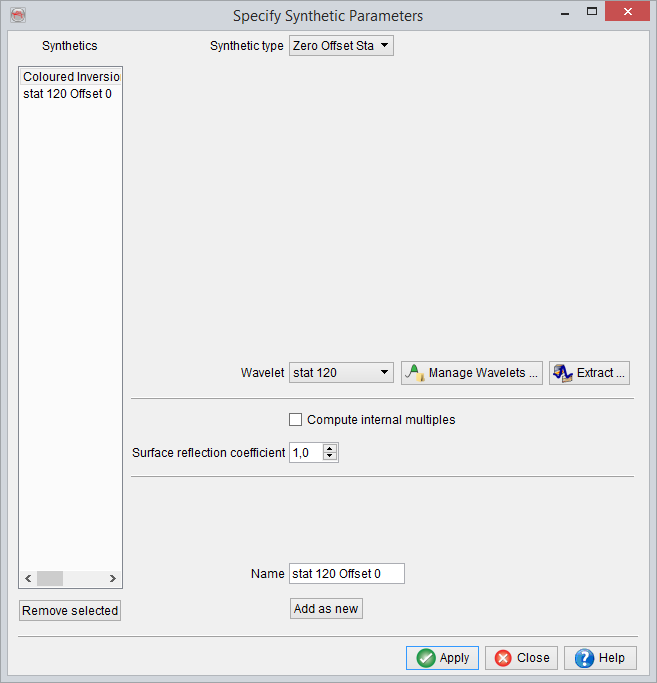 Specify Synthetic Parameters
Synthetics
Synthetic type
Zero Offset Sta
Coloured Inversio
stat 120 Offset 0
Wavelet
stat 120
Manage Wavelets ...
Extract ...
Compute internal multiples
Surface reflection coefficient
1,0
Name
stat 120 Offset 0
Remove selected
Add as new
Apply
Close
Help